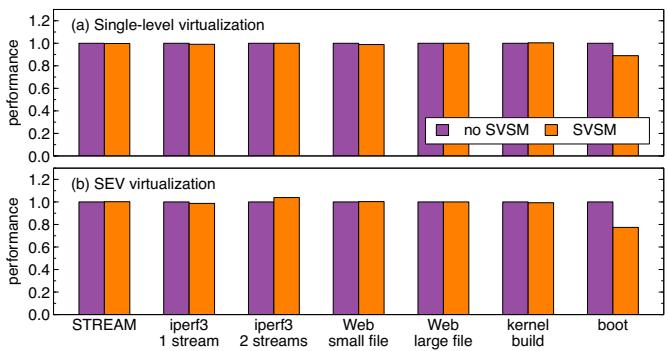 (a) Single-level virtualization
performance
1.2
1.0
0.8
0.6
0.4
0.2
0.0
no SVSM SVSM
(b) SEV virtualization
performance
1.2
1.0
0.8
0.6
0.4
0.2
0.0
STREAM iperf3 iperf3 Web Web kernel boot
1 stream 2 streams small file large file build